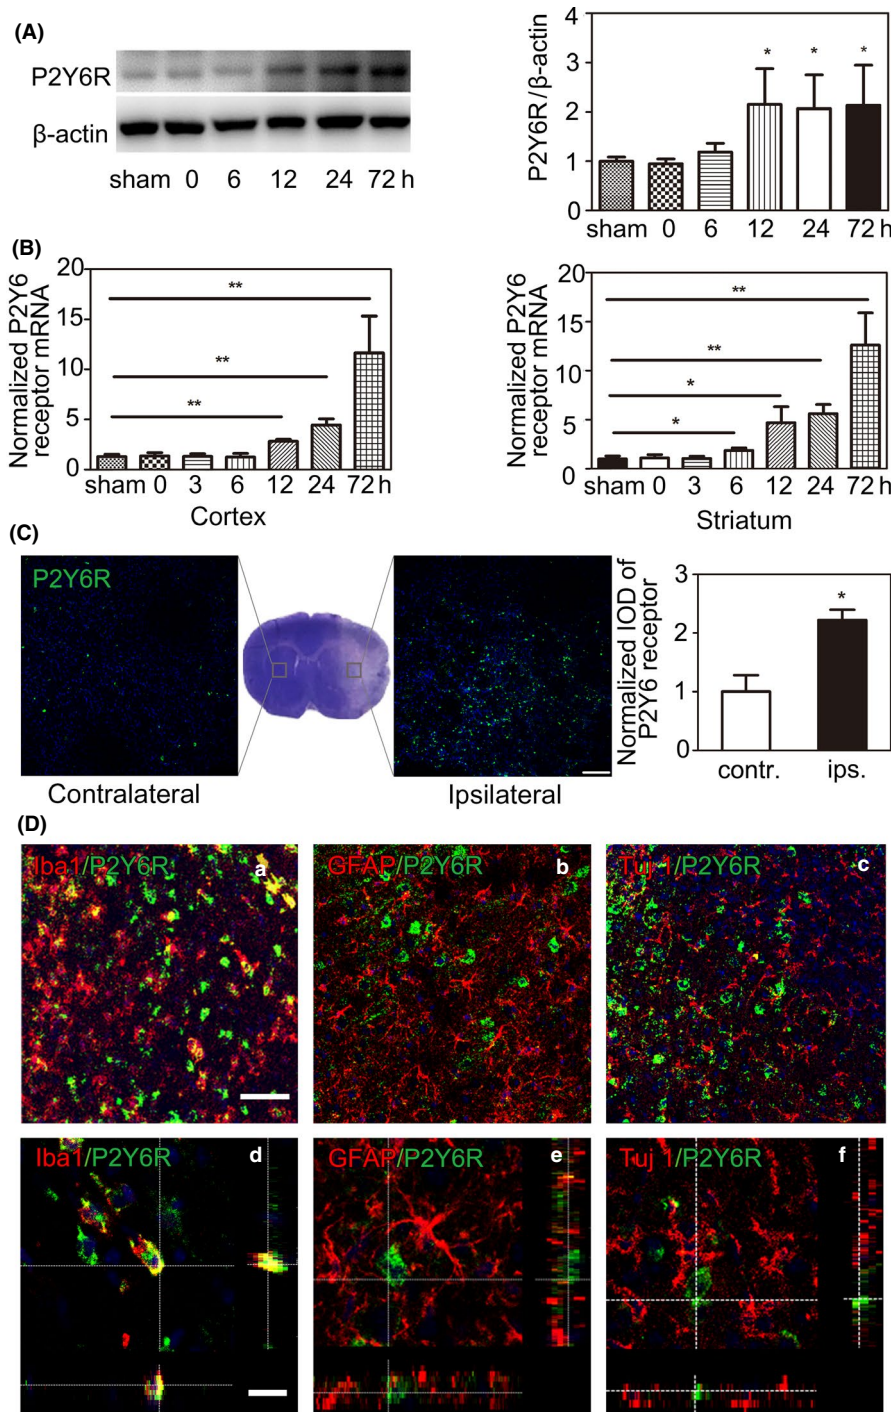 (A)
P2Y6R
β-actin
sham 0 6 12 24 72 h
P2Y6R/β-actin
4
3
2
1
0
* * *
sham 0 6 12 24 72 h
(B)
Normalized P2Y6
receptor mRNA
20
15
10
5
0
**
**
**
sham 0 3 6 12 24 72 h
Cortex
Normalized P2Y6
receptor mRNA
20
15
10
5
0
**
**
*
*
sham 0 3 6 12 24 72 h
Striatum
(C)
P2Y6R
Contralateral
Ipsilateral
Normalized IOD of
P2Y6 receptor
3
2
1
0
*
contr. ips.
(D)
Iba1/P2Y6R a
GFAP/P2Y6R b
Tuj 1/P2Y6R c
Iba1/P2Y6R d
GFAP/P2Y6R e
Tuj 1/P2Y6R f